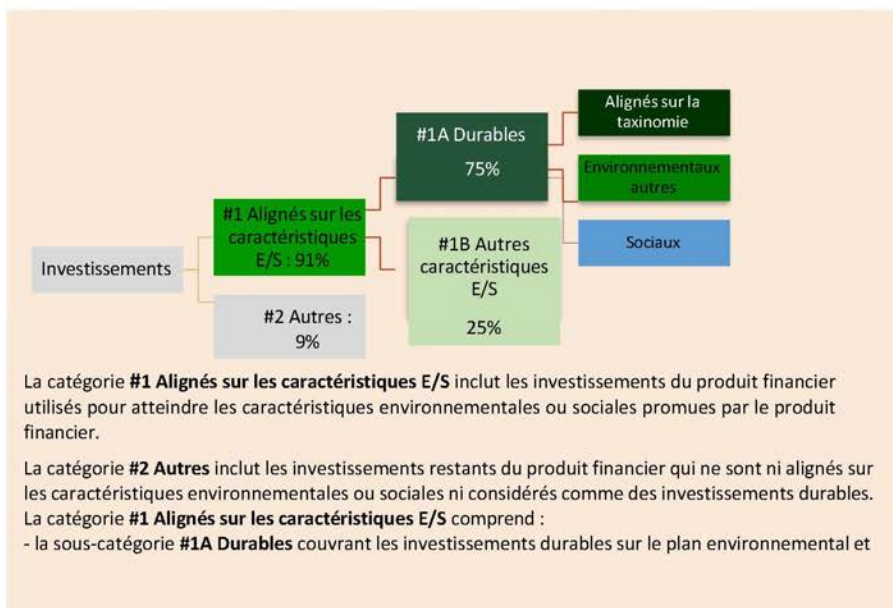 Alignés sur la
taxinomie
#1A Durables
75%
Environnementaux
autres
#1 Alignés sur les
caractéristiques
E/S : 91%
#1B Autres
caractéristiques
E/S
25%
Sociaux
Investissements
#2 Autres :
9%
La catégorie #1 Alignés sur les caractéristiques E/S inclut les investissements du produit financier
utilisés pour atteindre les caractéristiques environnementales ou sociales promues par le produit
financier.
La catégorie #2 Autres inclut les investissements restants du produit financier qui ne sont ni alignés sur
les caractéristiques environnementales ou sociales ni considérés comme des investissements durables.
La catégorie #1 Alignés sur les caractéristiques E/S comprend :
- la sous-catégorie #1A Durables couvrant les investissements durables sur le plan environnemental et